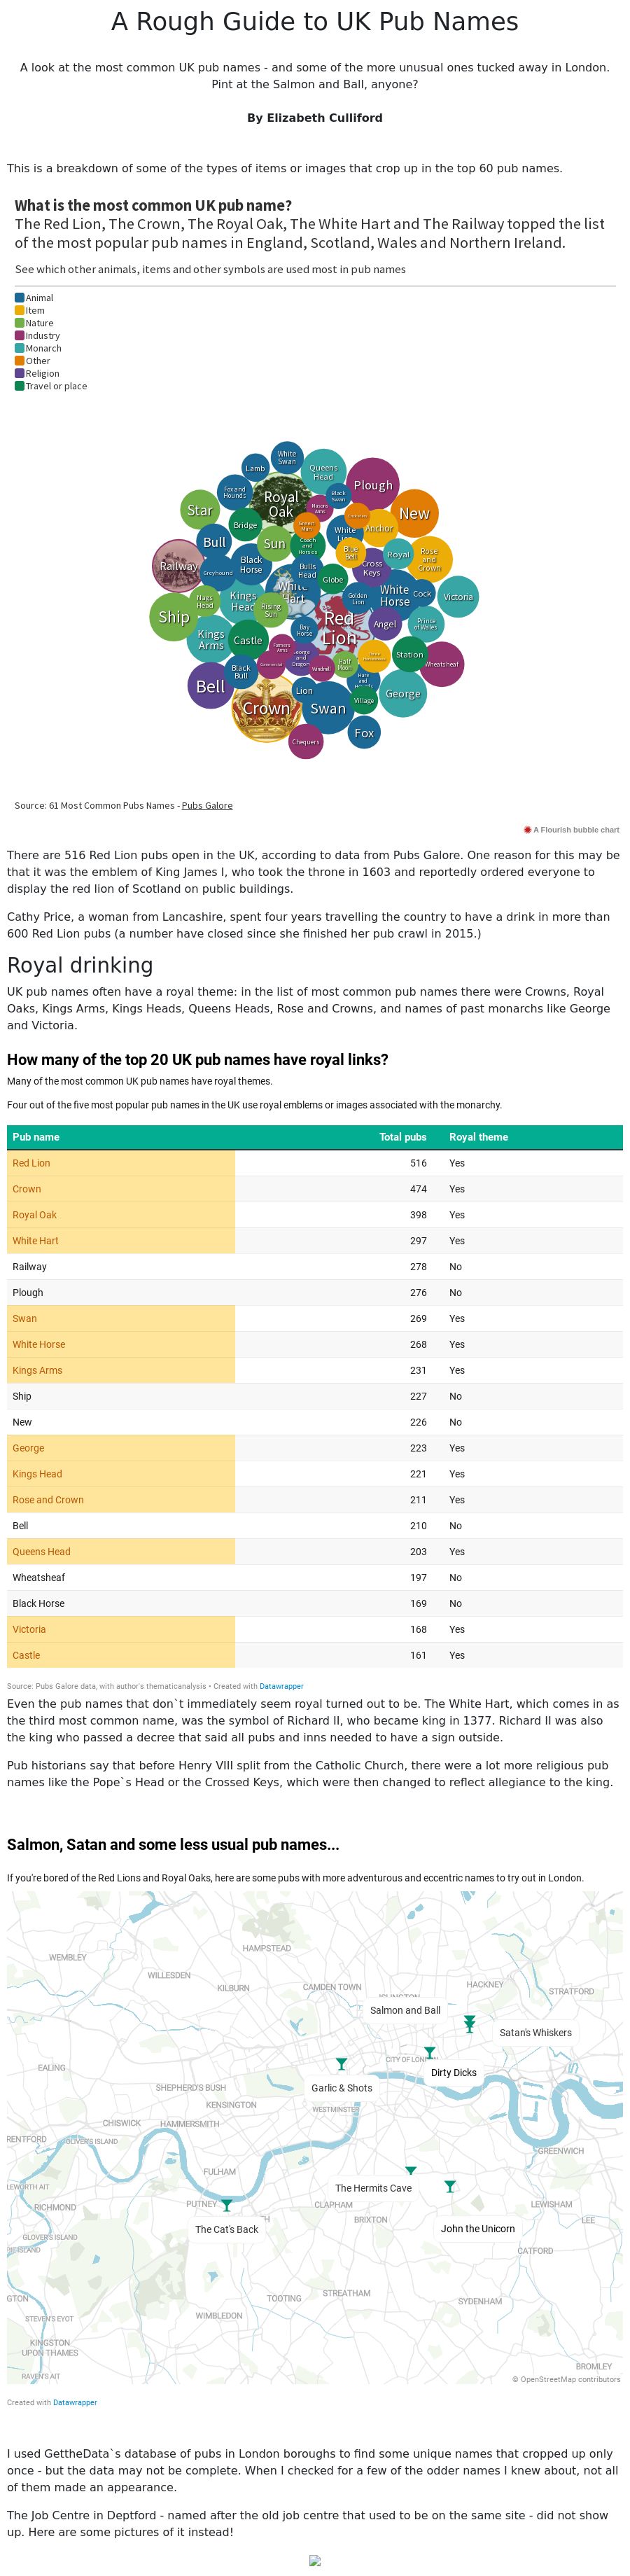 A Rough Guide to UK Pub Names
A look at the most common UK pub names - and some of the more unusual ones tucked away in London.
Pint at the Salmon and Ball, anyone?
By Elizabeth Culliford
This is a breakdown of some of the types of items or images that crop up in the top 60 pub names.
What is the most common UK pub name?
The Red Lion, The Crown, The Royal Oak, The White Hart and The Railway topped the list
of the most popular pub names in England, Scotland, Wales and Northern Ireland.
See which other animals, items and other symbols are used most in pub names
Animal
Item
Nature
Industry
Monarch
Other
Religion
Travel or place
White
Swan
Lamb
Queens
Head
Plough
Fox and
Hounds
Royal
Oak
Black
Swan
Masons
Arms
Star
Bridge
Green
Man
Anchor
New
Bull
Sun
Coach
and
Horses
White
Lion
Blue
Bell
Royal
Rose
and
Crown
Railway
Greyhound
Black
Horse
Bulls
Head
Globe
Cross
Keys
White
Hart
Golden
Lion
White
Horse
Cock
Victoria
Nags
Head
Kings
Head
Rising
Sun
Ship
Red
Lion
Angel
Prince
of Wales
Kings
Arms
Castle
Bay
Horse
Farmers
Arms
George
and
Dragon
Windmill
Half
Moon
Station
Wheatsheaf
Black
Bull
Bell
Hare
and
Hounds
Crown
Lion
Swan
Village
George
Fox
Chequers
Source: 61 Most Common Pubs Names - Pubs Galore
A Flourish bubble chart
There are 516 Red Lion pubs open in the UK, according to data from Pubs Galore. One reason for this may be
that it was the emblem of King James I, who took the throne in 1603 and reportedly ordered everyone to
display the red lion of Scotland on public buildings.
Cathy Price, a woman from Lancashire, spent four years travelling the country to have a drink in more than
600 Red Lion pubs (a number have closed since she finished her pub crawl in 2015.)
Royal drinking
UK pub names often have a royal theme: in the list of most common pub names there were Crowns, Royal
Oaks, Kings Arms, Kings Heads, Queens Heads, Rose and Crowns, and names of past monarchs like George
and Victoria.
How many of the top 20 UK pub names have royal links?
Many of the most common UK pub names have royal themes.
Four out of the five most popular pub names in the UK use royal emblems or images associated with the monarchy.
Pub name Total pubs Royal theme
Red Lion 516 Yes
Crown 474 Yes
Royal Oak 398 Yes
White Hart 297 Yes
Railway 278 No
Plough 276 No
Swan 269 Yes
White Horse 268 Yes
Kings Arms 231 Yes
Ship 227 No
New 226 No
George 223 Yes
Kings Head 221 Yes
Rose and Crown 211 Yes
Bell 210 No
Queens Head 203 Yes
Wheatsheaf 197 No
Black Horse 169 No
Victoria 168 Yes
Castle 161 Yes
Source: Pubs Galore data, with author's thematicanalysis • Created with Datawrapper
Even the pub names that don`t immediately seem royal turned out to be. The White Hart, which comes in as
the third most common name, was the symbol of Richard II, who became king in 1377. Richard II was also
the king who passed a decree that said all pubs and inns needed to have a sign outside.
Pub historians say that before Henry VIII split from the Catholic Church, there were a lot more religious pub
names like the Pope`s Head or the Crossed Keys, which were then changed to reflect allegiance to the king.
Salmon, Satan and some less usual pub names...
If you're bored of the Red Lions and Royal Oaks, here are some pubs with more adventurous and eccentric names to try out in London.
HAMPSTEAD
WEMBLEY
WILLESDEN
KILBURN
CAMDEN TOWN
HACKNEY
STRATFORD
ISLINGTON
Salmon and Ball
Satan's Whiskers
CITY OF LONDON
Dirty Dicks
EALING
SHEPHERD'S BUSH
Garlic & Shots
KENSINGTON
WESTMINSTER
CHISWICK
HAMMERSMITH
RENTFORD
OLIVER'S ISLAND
GREENWICH
FULHAM
LEWORTH AIT
The Hermits Cave
RICHMOND
PUTNEY
CLAPHAM
BRIXTON
LEWISHAM
LEE
The Cat's Back
John the Unicorn
GLOVER'S ISLAND
PIE ISLAND
CATFORD
GTON
TOOTING
STREATHAM
SYDENHAM
STEVEN'S EYOT
WIMBLEDON
KINGSTON
UPON THAMES
BROMLEY
RAVEN'S AIT
© OpenStreetMap contributors
Created with Datawrapper
I used GettheData`s database of pubs in London boroughs to find some unique names that cropped up only
once - but the data may not be complete. When I checked for a few of the odder names I knew about, not all
of them made an appearance.
The Job Centre in Deptford - named after the old job centre that used to be on the same site - did not show
up. Here are some pictures of it instead!